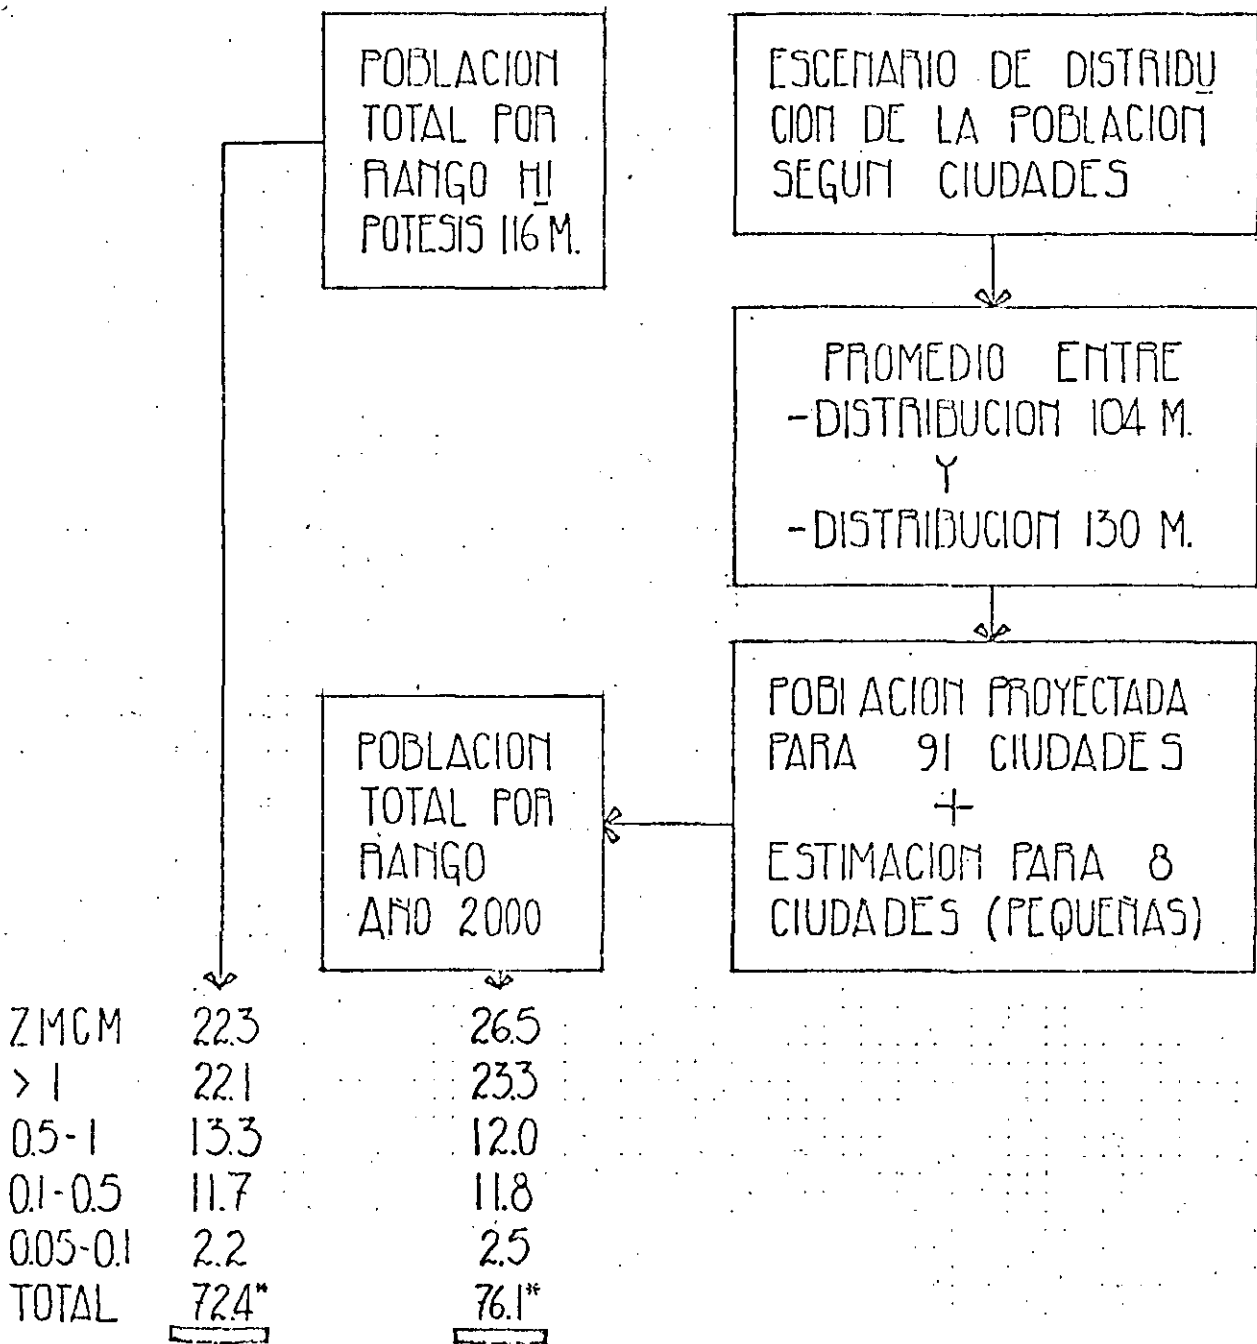 POBLACION
TOTAL POR
RANGO HI
POTESIS 116 M.
ESCENARIO DE DISTRIBU
CION DE LA POBLACION
SEGUN CIUDADES
PROMEDIO ENTRE
-DISTRIBUCION 104 M.
Y
-DISTRIBUCION 130 M.
POBLACION PROYECTADA
PARA 91 CIUDADES
+
ESTIMACION PARA 8
CIUDADES (PEQUEÑAS)
POBLACION
TOTAL POR
RANGO
AÑO 2000
ZMCM 22.3 26.5
> 1 22.1 23.3
0.5-1 13.3 12.0
0.1-0.5 11.7 11.8
0.05-0.1 2.2 2.5
TOTAL 72.4* 76.1*